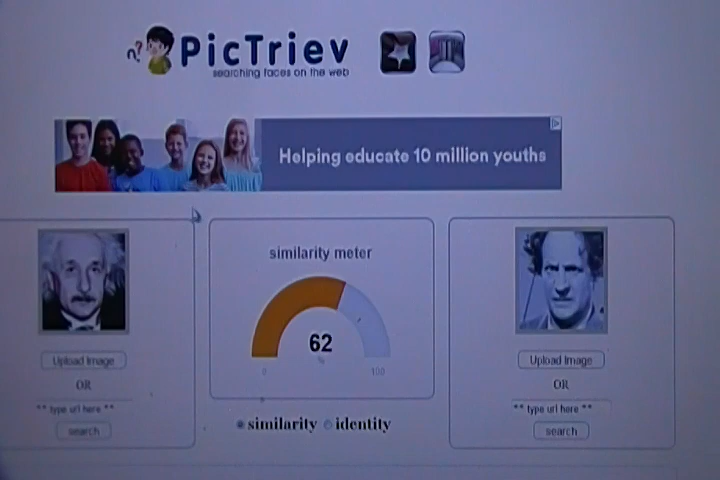 n?
PicTriev
searching faces on the web
Helping educate 10 million youths
similarity meter
62
%
0
100
Upload Image
OR
** type url here **
search
similarity identity
Upload Image
OR
** type url here **
search